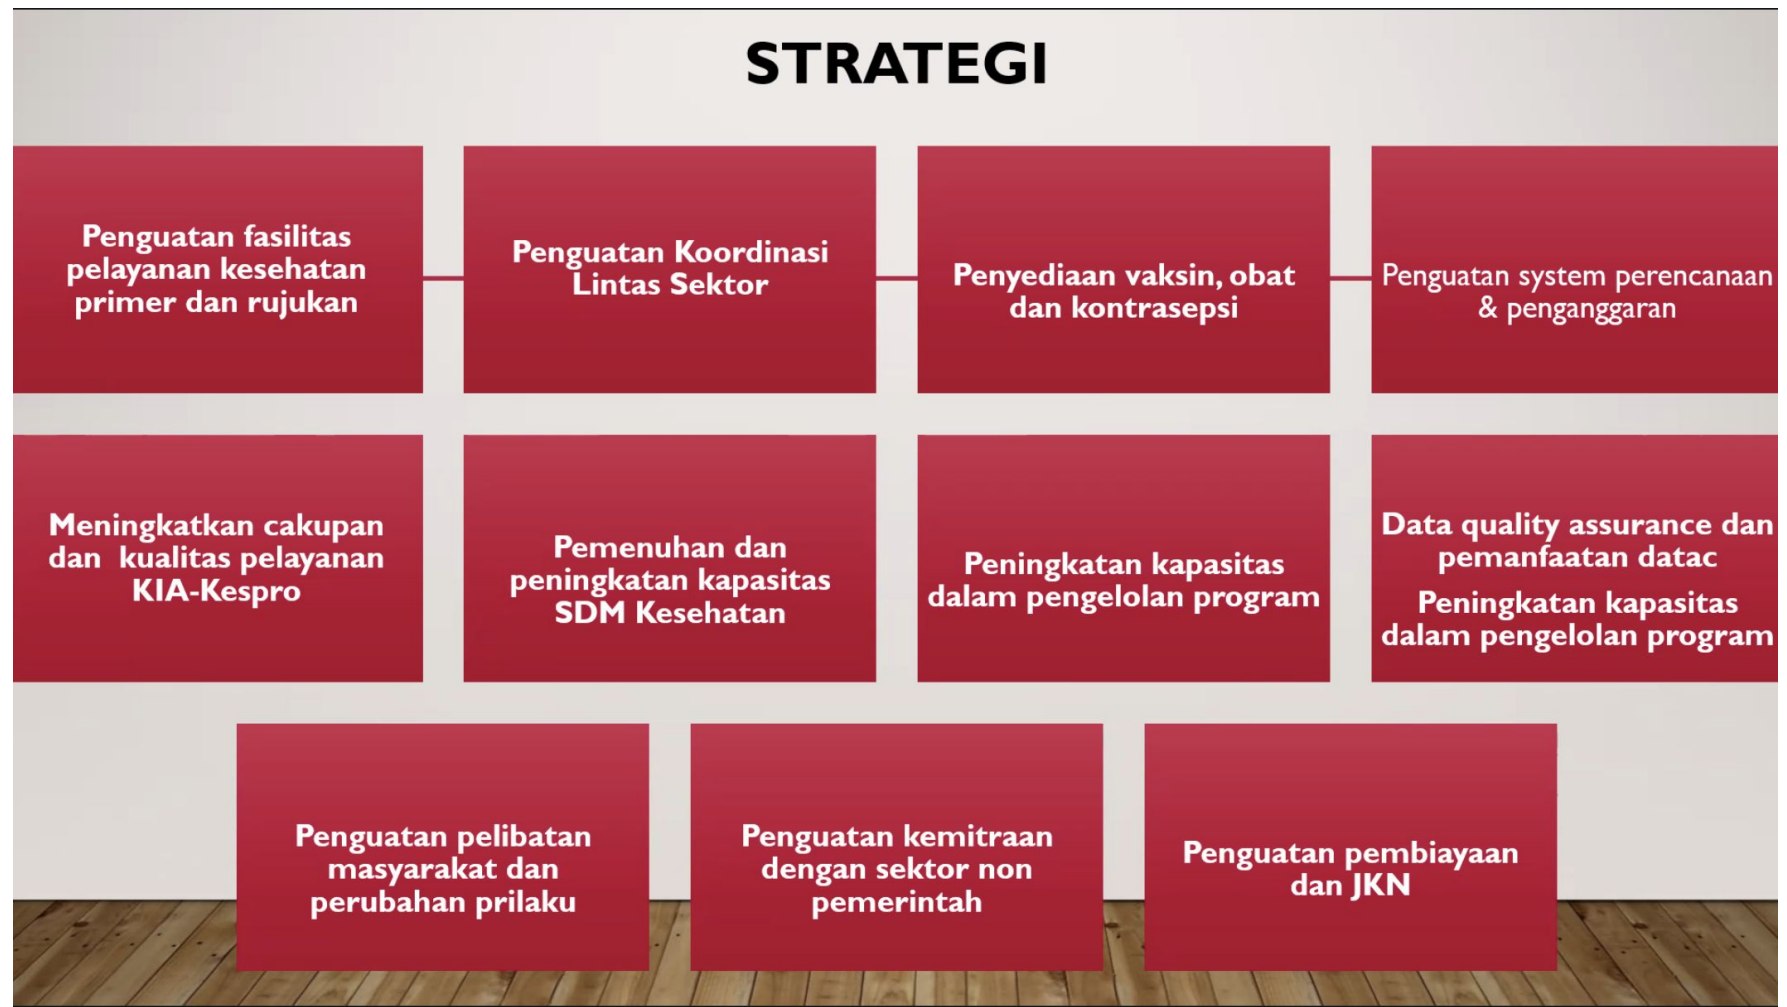 STRATEGI
Penguatan fasilitas
pelayanan kesehatan
primer dan rujukan
Penguatan Koordinasi
Lintas Sektor
Penyediaan vaksin, obat
dan kontrasepsi
Penguatan system perencanaan
& penganggaran
Meningkatkan cakupan
dan kualitas pelayanan
KIA-Kespro
Pemenuhan dan
peningkatan kapasitas
SDM Kesehatan
Peningkatan kapasitas
dalam pengelolan program
Data quality assurance dan
pemanfaatan datac
Peningkatan kapasitas
dalam pengelolan program
Penguatan pelibatan
masyarakat dan
perubahan prilaku
Penguatan kemitraan
dengan sektor non
pemerintah
Penguatan pembiayaan
dan JKN